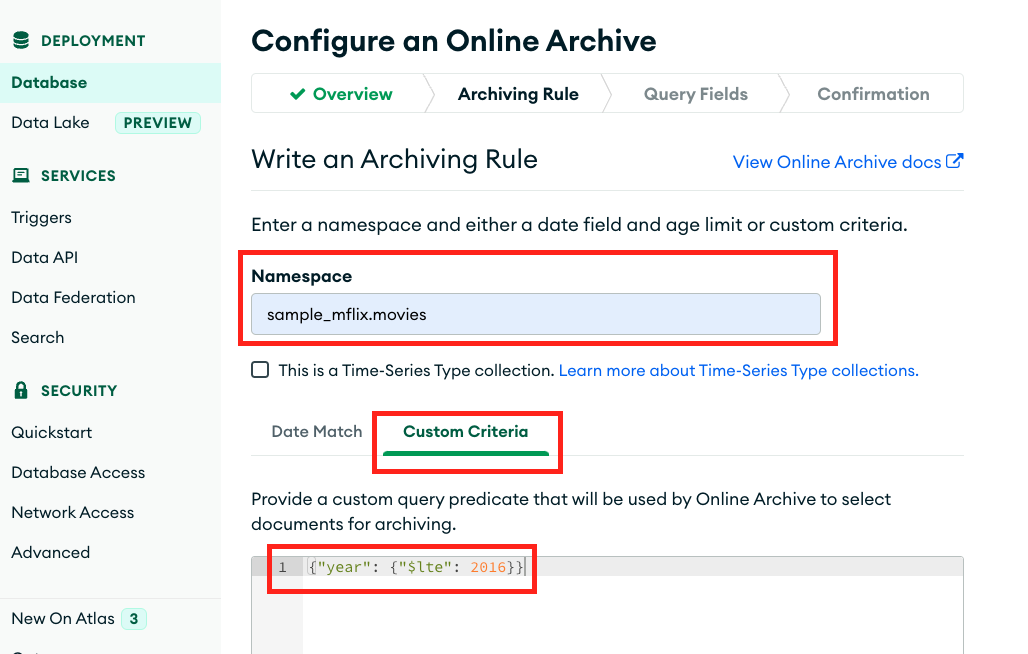 DEPLOYMENT
Database
Data Lake PREVIEW
SERVICES
Triggers
Data API
Data Federation
Search
SECURITY
Quickstart
Database Access
Network Access
Advanced
New On Atlas 3
Configure an Online Archive
Overview Archiving Rule Query Fields Confirmation
Write an Archiving Rule
View Online Archive docs
Enter a namespace and either a date field and age limit or custom criteria.
Namespace
sample_mflix.movies
This is a Time-Series Type collection. Learn more about Time-Series Type collections.
Date Match Custom Criteria
Provide a custom query predicate that will be used by Online Archive to select
documents for archiving.
1 {"year": {"$lte": 2016}}